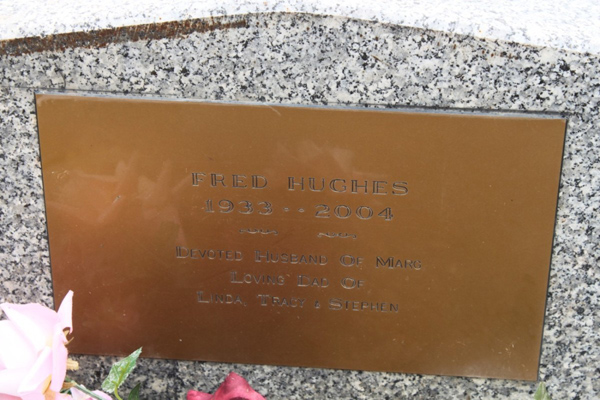 FRED HUGHES
1933 -- 2004
DEVOTED HUSBAND OF MARG
LOVING DAD OF
LINDA, TRACY & STEPHEN